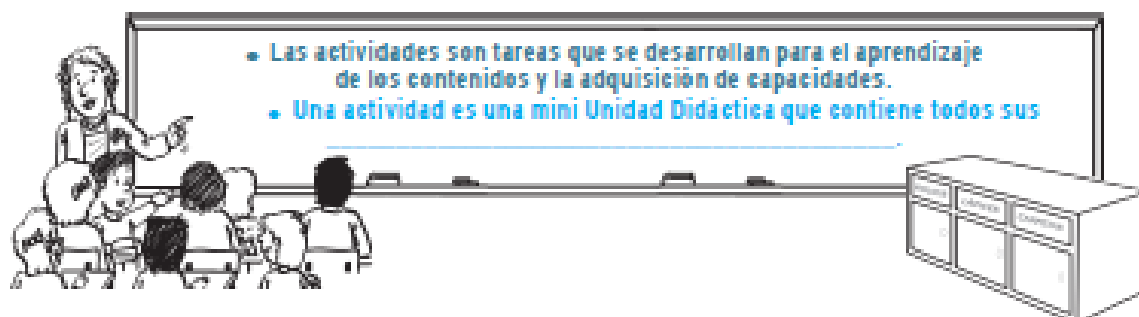 • Las actividades son tareas que se desarrollan para el aprendizaje
de los contenidos y la adquisición de capacidades.
• Una actividad es una mini Unidad Didáctica que contiene todos sus
______________________________________________.